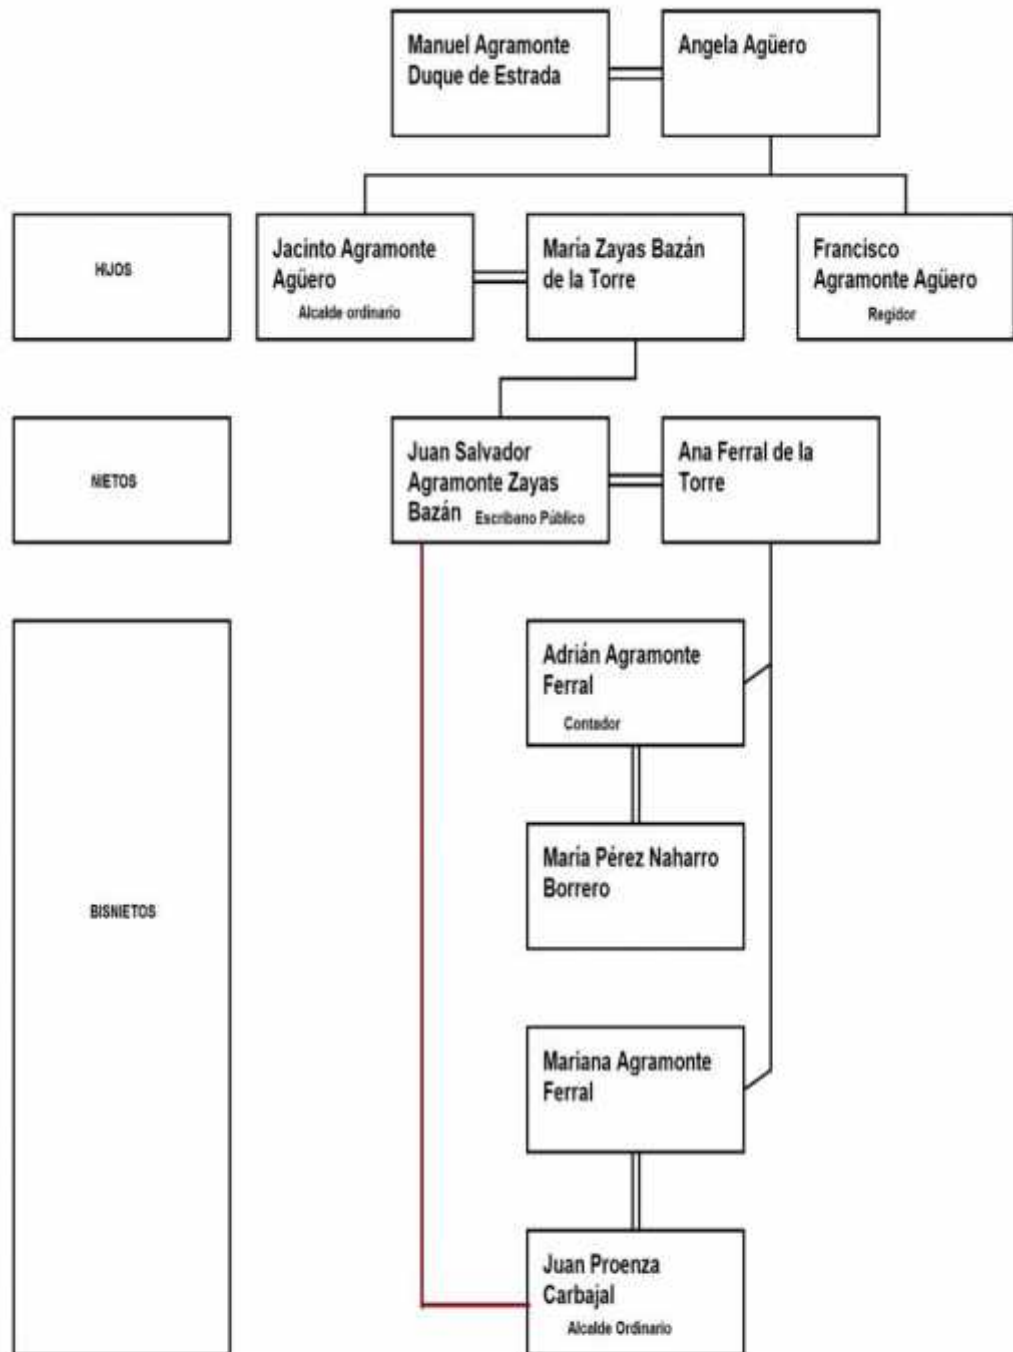 Manuel Agramonte
Duque de Estrada
Angela Agüero
HIJOS
Jacinto Agramonte
Agüero
Alcalde ordinario
María Zayas Bazán
de la Torre
Francisco
Agramonte Agüero
Regidor
NIETOS
Juan Salvador
Agramonte Zayas
Bazán Escribano Público
Ana Ferral de la
Torre
BISNIETOS
Adrián Agramonte
Ferral
Contador
María Pérez Naharro
Borrero
Mariana Agramonte
Ferral
Juan Proenza
Carbajal
Alcalde Ordinario